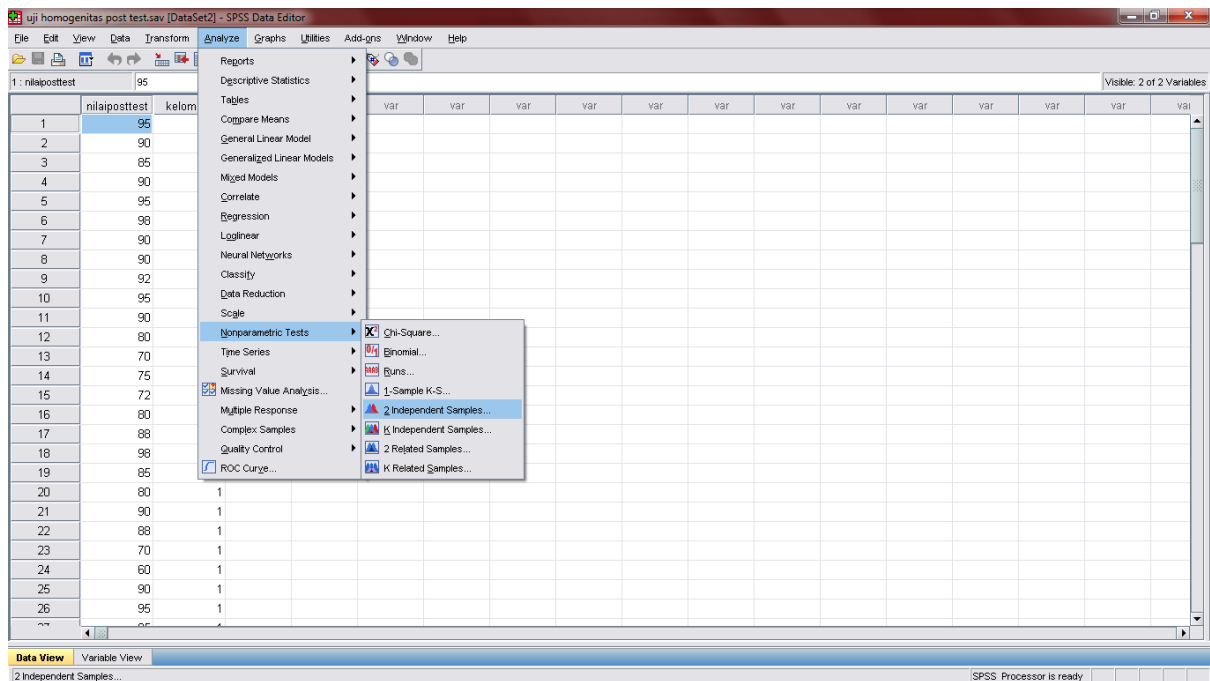 uji homogenitas post test.sav [DataSet2] - SPSS Data Editor
File Edit View Data Transform Analyze Graphs Utilities Add-ons Window Help
1 : nilaiposttest 95 Visible: 2 of 2 Variables
nilaiposttest kelom var var var var var var var var var var var var
1 95
2 90
3 85
4 90
5 95
6 98
7 90
8 90
9 92
10 95
11 90
12 80
13 70
14 75
15 72
16 80
17 88
18 98
19 85
20 80 1
21 90 1
22 88 1
23 70 1
24 60 1
25 90 1
26 95 1
Reports
Descriptive Statistics
Tables
Compare Means
General Linear Model
Generalized Linear Models
Mixed Models
Correlate
Regression
Loglinear
Neural Networks
Classify
Data Reduction
Scale
Nonparametric Tests
Time Series
Survival
Missing Value Analysis...
Multiple Response
Complex Samples
Quality Control
ROC Curve...
Chi-Square...
Binomial...
Runs...
1-Sample K-S...
2 Independent Samples...
K Independent Samples...
2 Related Samples...
K Related Samples...
Data View Variable View
2 Independent Samples... SPSS Processor is ready